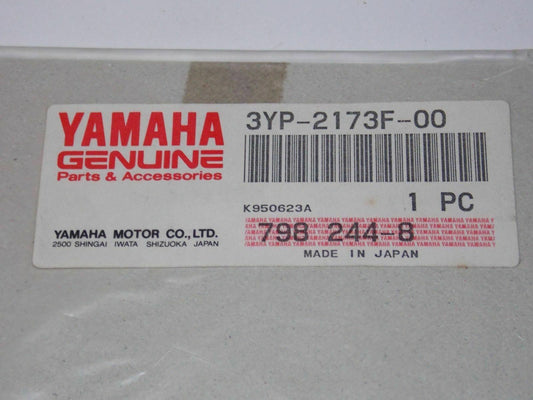 YAMAHA
GENUINE
Parts & Accessories
YAMAHA MOTOR CO., LTD.
2500 SHINGAI IWATA SHIZUOKA JAPAN
3YP-2173F-00
K950623A
1 PC
798 244-8
MADE IN JAPAN